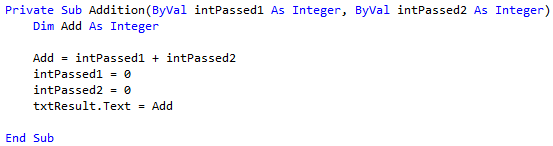 Private Sub Addition(ByVal intPassed1 As Integer, ByVal intPassed2 As Integer)
    Dim Add As Integer

    Add = intPassed1 + intPassed2
    intPassed1 = 0
    intPassed2 = 0
    txtResult.Text = Add

End Sub